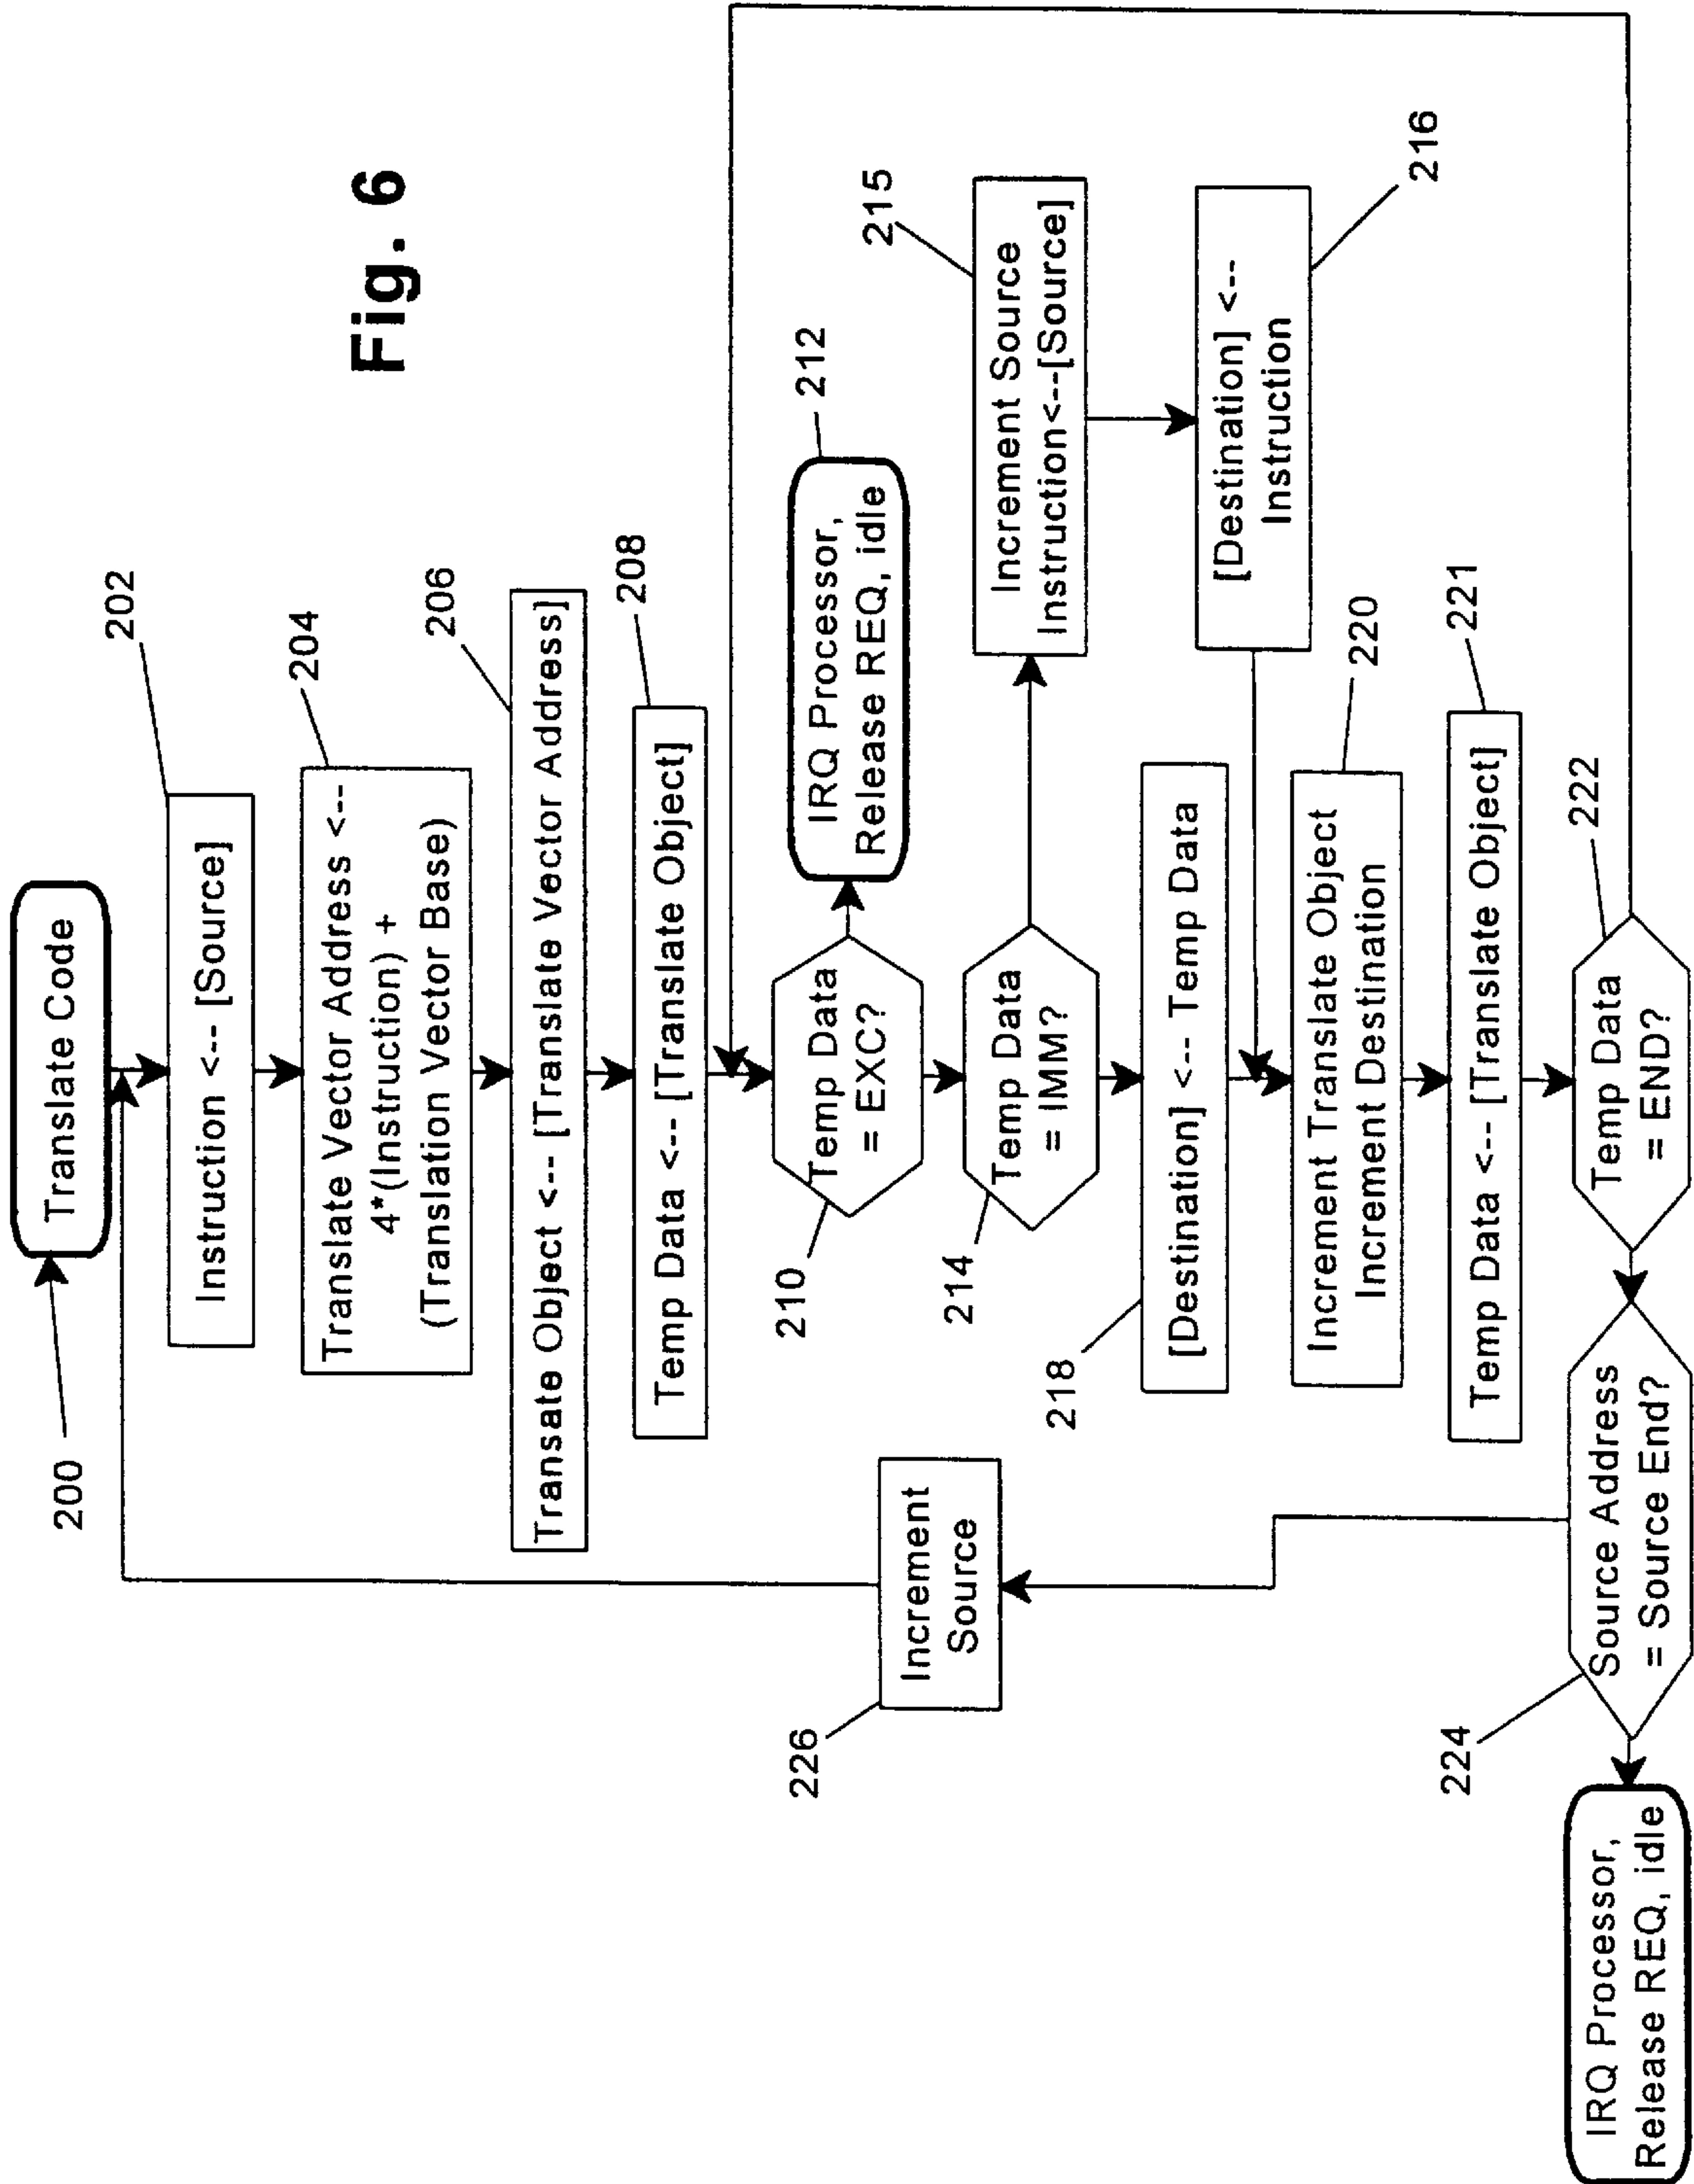 Fig. 6
Translate Code
200
Instruction <-- [Source]
202
Translate Vector Address <--
4*(Instruction) +
(Translation Vector Base)
204
Transate Object <-- [Translate Vector Address]
206
Temp Data <-- [Translate Object]
208
Temp Data
= EXC?
210
IRQ Processor,
Release REQ, idle
212
Temp Data
= IMM?
214
Increment Source
Instruction<--[Source]
215
[Destination] <--
Instruction
216
[Destination] <-- Temp Data
218
Increment Translate Object
Increment Destination
220
Temp Data <-- [Translate Object]
221
Temp Data
= END?
222
Source Address
= Source End?
224
Increment
Source
226
IRQ Processor,
Release REQ, idle